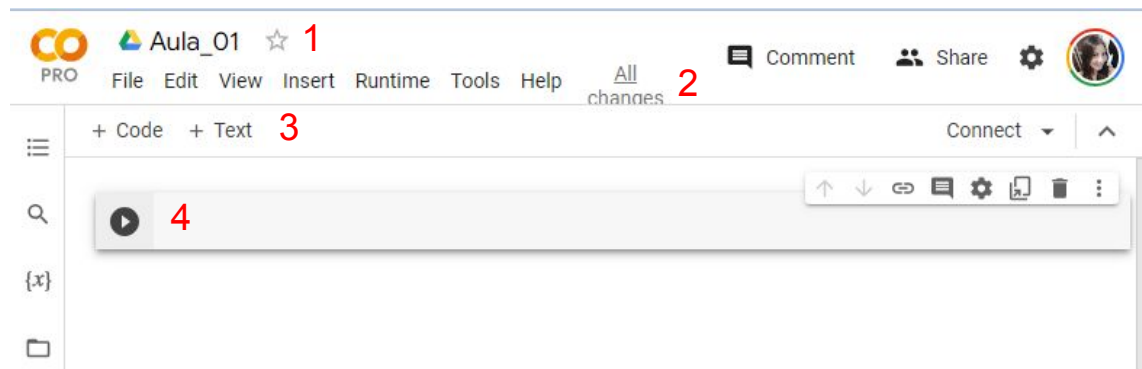 CO Aula_01 1
PRO File Edit View Insert Runtime Tools Help All changes 2 Comment Share
+ Code + Text 3 Connect
4
{x}